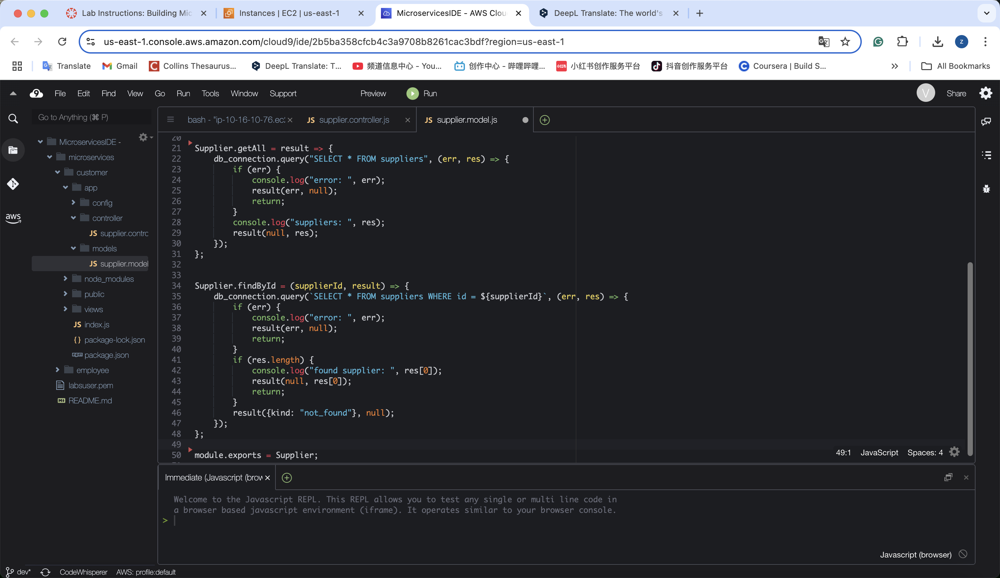 Lab Instructions: Building Mic
Instances | EC2 | us-east-1
MicroservicesIDE - AWS Clou
DeepL Translate: The world's
us-east-1.console.aws.amazon.com/cloud9/ide/2b5ba358cfcb4c3a9708b8261cac3bdf?region=us-east-1
Z
Translate
Gmail
Collins Thesaurus...
DeepL Translate: T...
频道信息中心 - You...
创作中心 - 哔哩哔哩...
小红书创作服务平台
抖音创作服务平台
Coursera | Build S...
All Bookmarks
9 File Edit Find View Go Run Tools Window Support Preview Run
V Share
Go to Anything (⌘ P)
bash - "ip-10-16-10-76.ec2
JS supplier.controller.js
JS supplier.model.js
MicroservicesIDE -
microservices
customer
app
config
controller
JS supplier.contro
models
JS supplier.model
node_modules
public
views
JS index.js
{} package-lock.json
package.json
employee
labsuser.pem
README.md
aws
20
21 Supplier.getAll = result => {
22 db_connection.query("SELECT * FROM suppliers", (err, res) => {
23 if (err) {
24 console.log("error: ", err);
25 result(err, null);
26 return;
27 }
28 console.log("suppliers: ", res);
29 result(null, res);
30 });
31 };
32
33
34 Supplier.findById = (supplierId, result) => {
35 db_connection.query(`SELECT * FROM suppliers WHERE id = ${supplierId}`, (err, res) => {
36 if (err) {
37 console.log("error: ", err);
38 result(err, null);
39 return;
40 }
41 if (res.length) {
42 console.log("found supplier: ", res[0]);
43 result(null, res[0]);
44 return;
45 }
46 result({kind: "not_found"}, null);
47 });
48 };
49
50 module.exports = Supplier;
49:1 JavaScript Spaces: 4
Immediate (Javascript (brow
Welcome to the Javascript REPL. This REPL allows you to test any single or multi line code in
a browser based javascript environment (iframe). It operates similar to your browser console.
>
Javascript (browser)
dev* CodeWhisperer AWS: profile:default